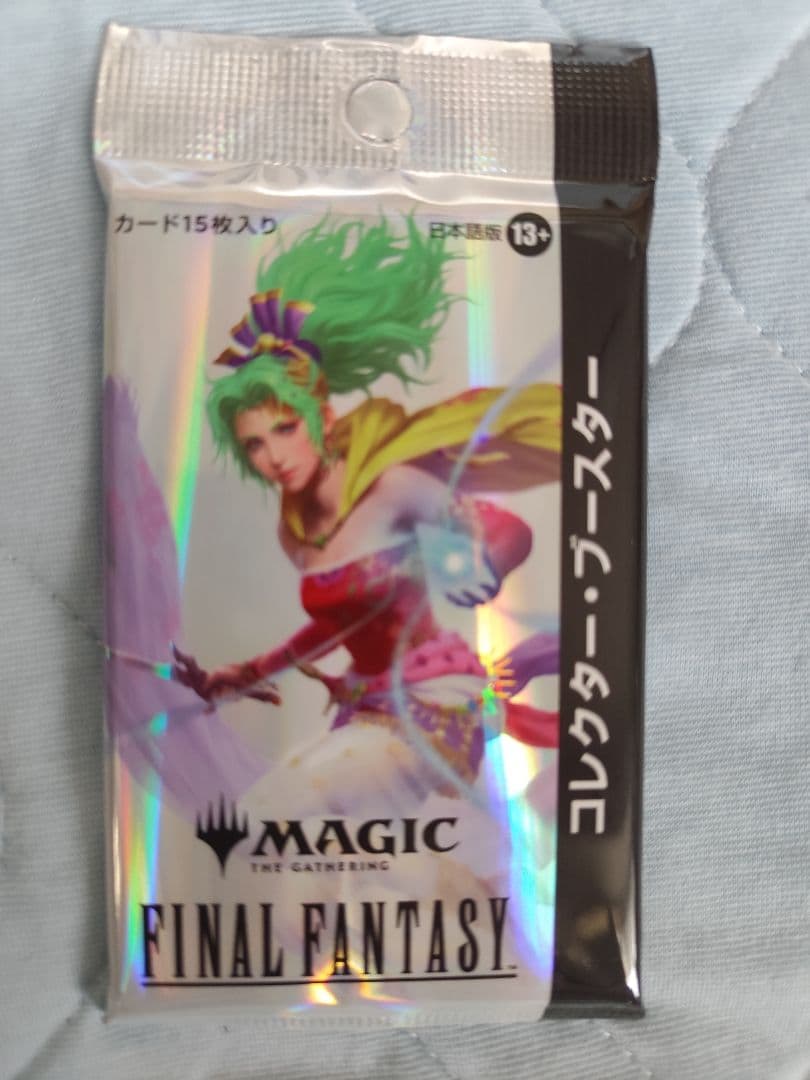 カード15枚入り
日本語版 13+
コレクター・ブースター
MAGIC
THE GATHERING
FINAL FANTASY